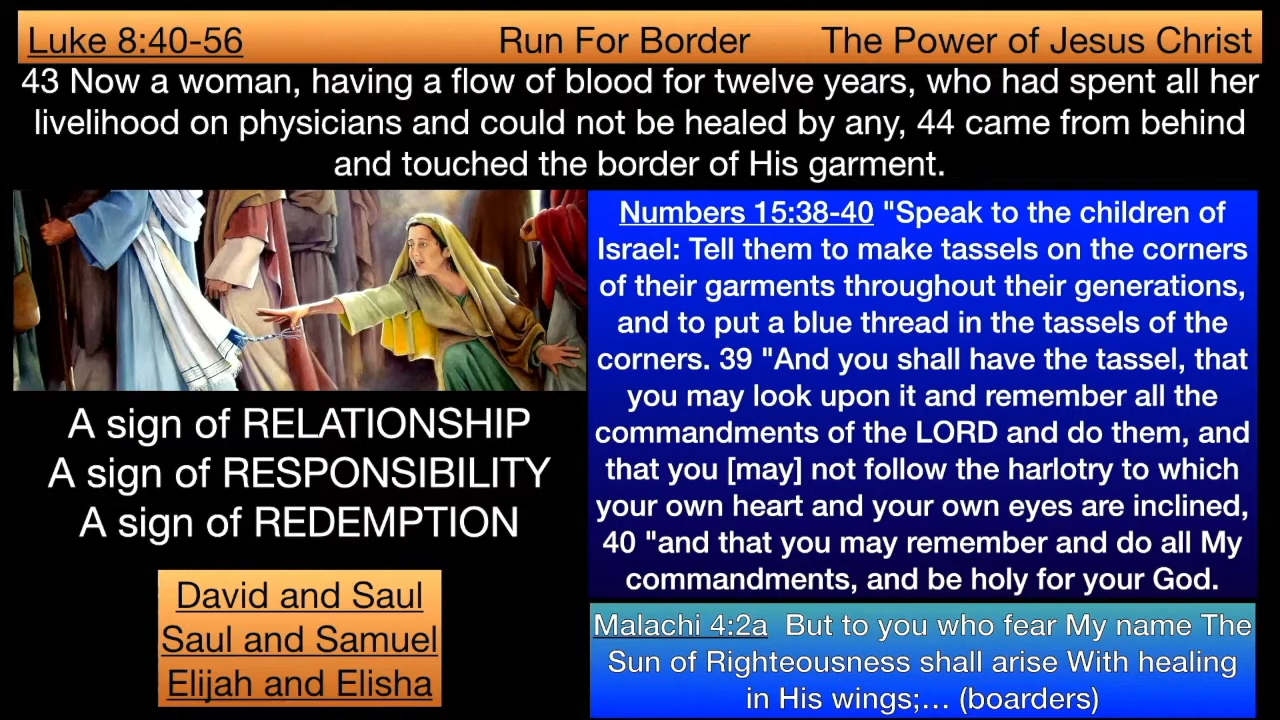 Luke 8:40-56 Run For Border The Power of Jesus Christ
43 Now a woman, having a flow of blood for twelve years, who had spent all her
livelihood on physicians and could not be healed by any, 44 came from behind
and touched the border of His garment.
A sign of RELATIONSHIP
A sign of RESPONSIBILITY
A sign of REDEMPTION
David and Saul
Saul and Samuel
Elijah and Elisha
Numbers 15:38-40 "Speak to the children of
Israel: Tell them to make tassels on the corners
of their garments throughout their generations,
and to put a blue thread in the tassels of the
corners. 39 "And you shall have the tassel, that
you may look upon it and remember all the
commandments of the LORD and do them, and
that you [may] not follow the harlotry to which
your own heart and your own eyes are inclined,
40 "and that you may remember and do all My
commandments, and be holy for your God.
Malachi 4:2a But to you who fear My name The
Sun of Righteousness shall arise With healing
in His wings;… (boarders)